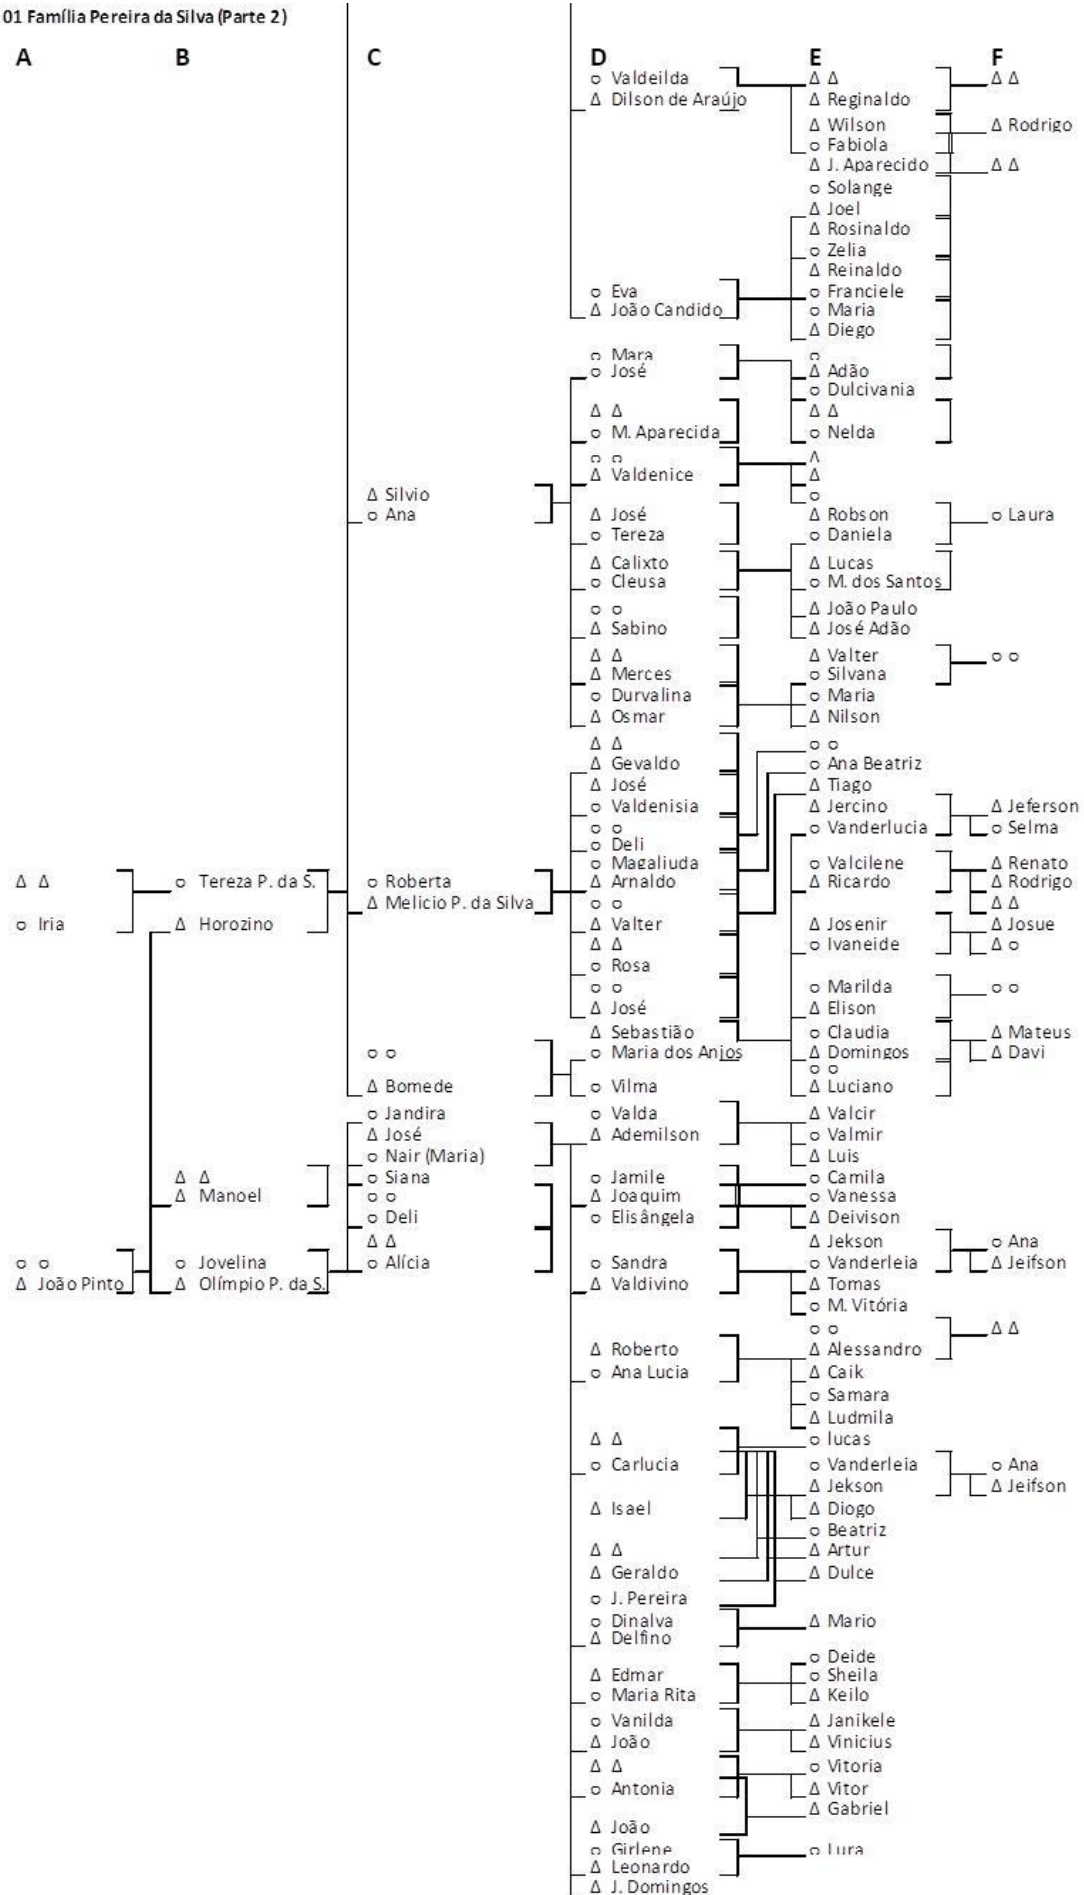 01 Família Pereira da Silva (Parte 2)
A
Δ Δ
o Iria
o o
Δ João Pinto
B
o Tereza P. da S.
Δ Horozino
Δ Δ
Δ Manoel
o Jovelina
Δ Olímpio P. da S.
C
Δ Silvio
o Ana
o Roberta
Δ Melicio P. da Silva
o o
Δ Bomede
o Jandira
Δ José
o Nair (Maria)
o Siana
o o
o Deli
Δ Δ
o Alícia
D
o Valdeilda
Δ Dilson de Araújo
o Eva
Δ João Candido
o Mara
o José
Δ Δ
o M. Aparecida
o o
Δ Valdenice
Δ José
o Tereza
Δ Calixto
o Cleusa
o o
Δ Sabino
Δ Δ
Δ Merces
o Durvalina
Δ Osmar
Δ Δ
Δ Gevaldo
Δ José
o Valdenisia
o o
o Deli
o Magaliuda
Δ Arnaldo
o o
Δ Valter
Δ Δ
o Rosa
o o
Δ José
Δ Sebastião
o Maria dos Anjos
o Vilma
o Valda
Δ Ademilson
o Jamile
Δ Joaquim
o Elisângela
o Sandra
Δ Valdivino
Δ Roberto
o Ana Lucia
Δ Δ
o Carlucia
Δ Isael
Δ Δ
Δ Geraldo
o J. Pereira
o Dinalva
Δ Delfino
Δ Edmar
o Maria Rita
o Vanilda
Δ João
Δ Δ
o Antonia
Δ João
o Girlene
Δ Leonardo
Δ J. Domingos
E
Δ Δ
Δ Reginaldo
Δ Wilson
o Fabiola
Δ J. Aparecido
o Solange
Δ Joel
Δ Rosinaldo
o Zelia
Δ Reinaldo
o Franciele
o Maria
Δ Diego
o
Δ Adão
o Dulcivania
Δ Δ
o Nelda
Δ
Δ
o
Δ Robson
o Daniela
Δ Lucas
o M. dos Santos
Δ João Paulo
Δ José Adão
Δ Valter
o Silvana
o Maria
Δ Nilson
o o
o Ana Beatriz
Δ Tiago
Δ Jercino
o Vanderlucia
o Valcilene
Δ Ricardo
Δ Josenir
o Ivaneide
o Marilda
Δ Elison
o Claudia
Δ Domingos
o o
Δ Luciano
Δ Valcir
o Valmir
Δ Luis
o Camila
o Vanessa
Δ Deivison
Δ Jekson
o Vanderleia
Δ Tomas
o M. Vitória
o o
Δ Alessandro
Δ Caik
o Samara
Δ Ludmila
o lucas
o Vanderleia
Δ Jekson
Δ Diogo
o Beatriz
Δ Artur
Δ Dulce
Δ Mario
o Deide
o Sheila
Δ Keilo
Δ Janikele
Δ Vinicius
o Vitoria
Δ Vitor
Δ Gabriel
o Lura
F
Δ Δ
Δ Rodrigo
Δ Δ
o Laura
o o
Δ Jeferson
o Selma
Δ Renato
Δ Rodrigo
Δ Δ
Δ Josue
Δ o
o o
Δ Mateus
Δ Davi
o Ana
Δ Jeifson
Δ Δ
o Ana
Δ Jeifson